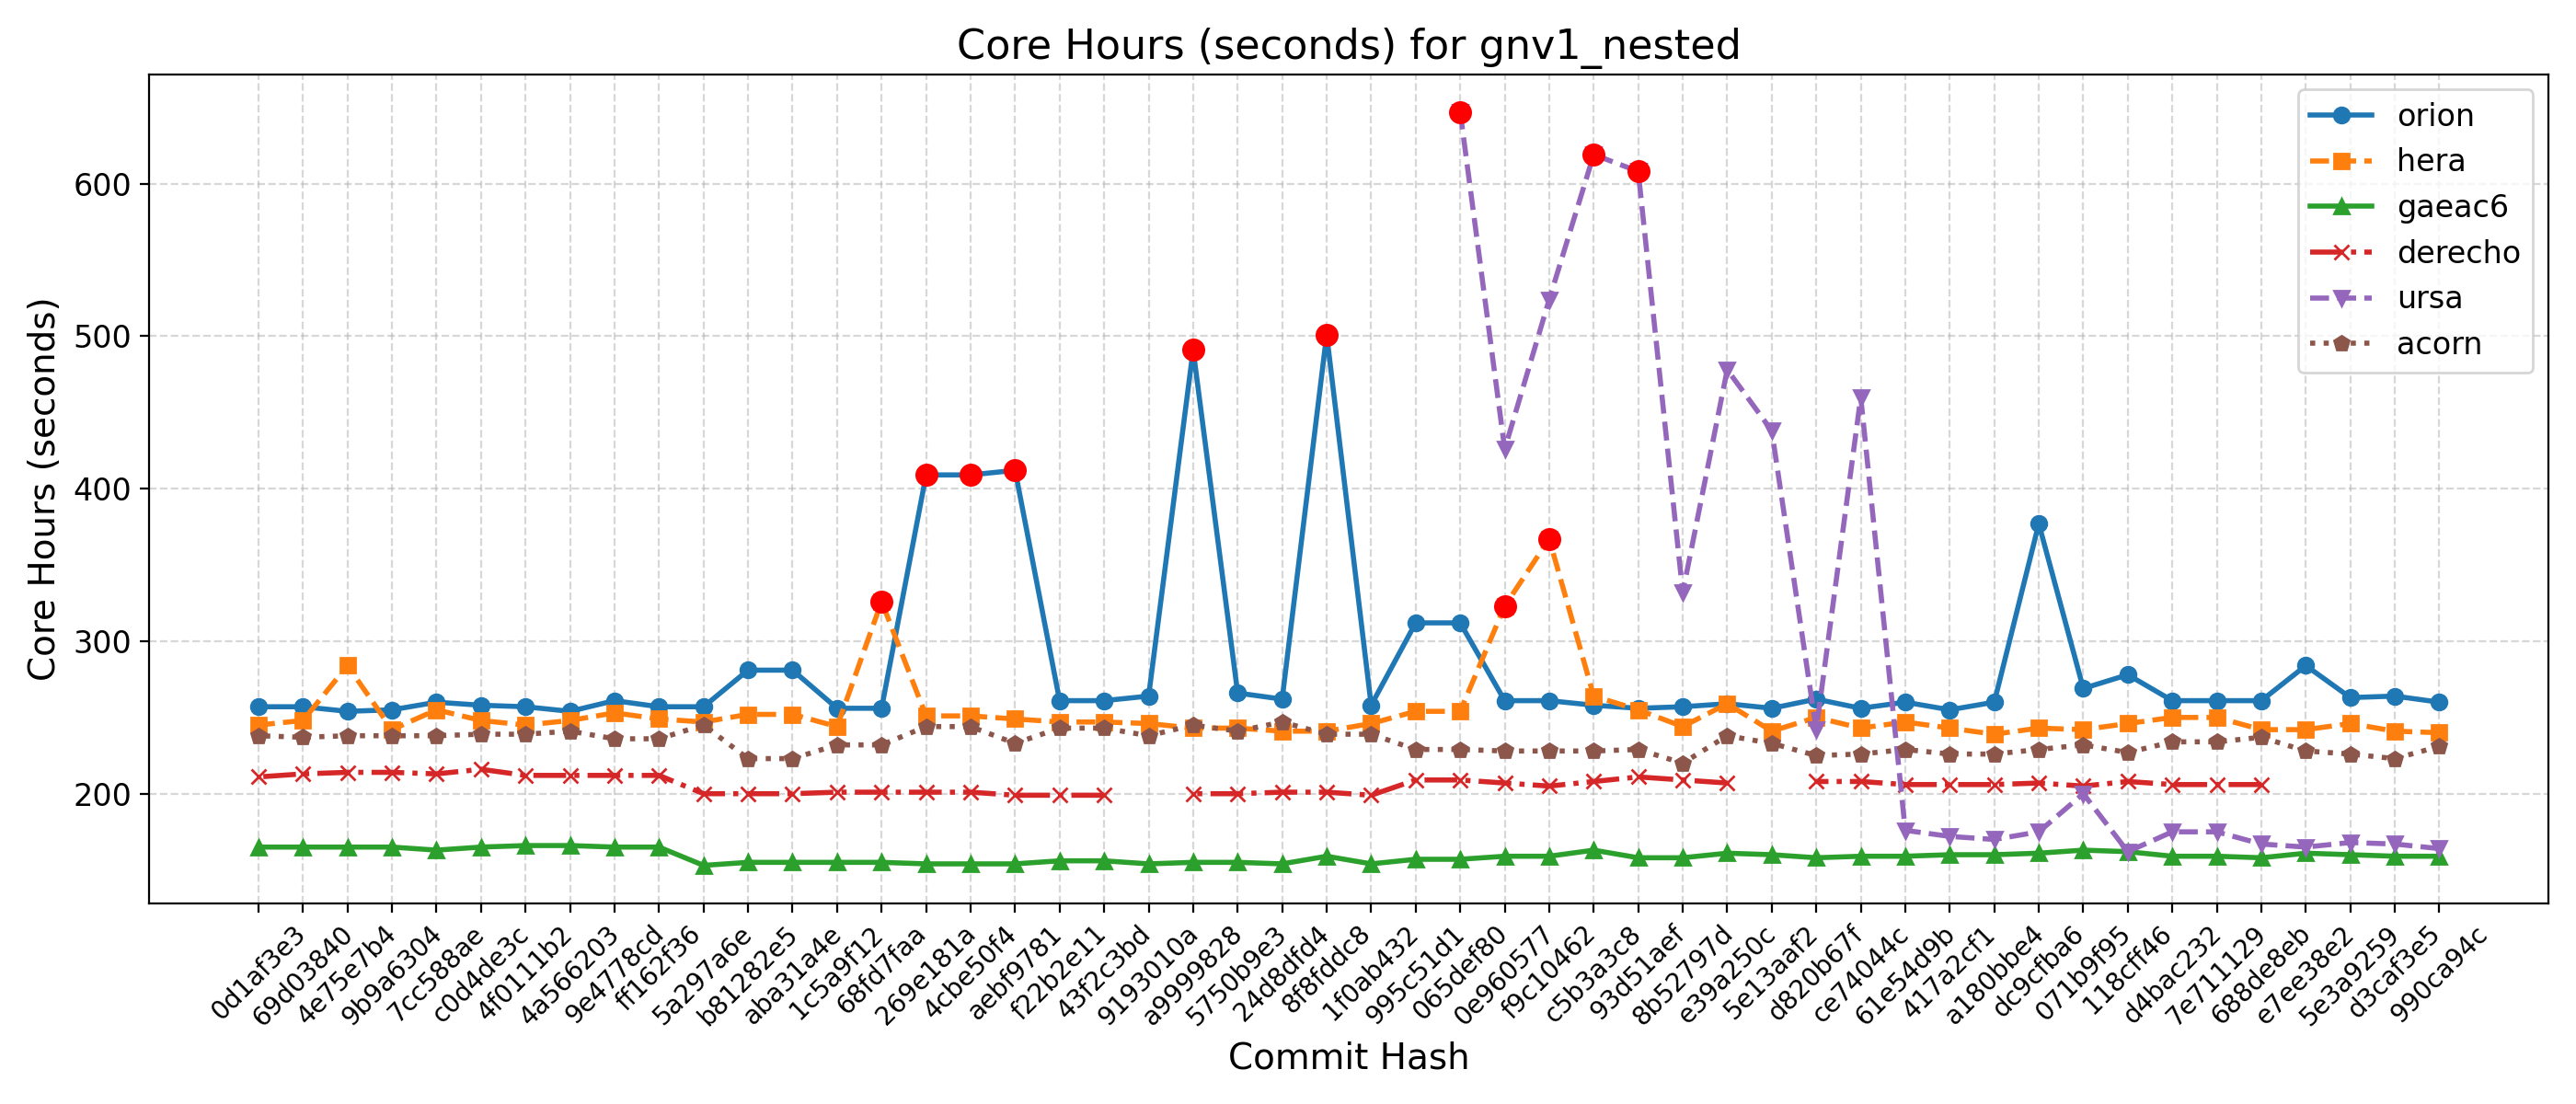 Core Hours (seconds) for gnv1_nested
Core Hours (seconds)
600
500
400
300
200
orion
hera
gaeac6
derecho
ursa
acorn
0d1af3e3
69d03840
4e75e7b4
9b9a6304
7cc588ae
c0d4de3c
4f0111b2
4a566203
9e4778cd
ff162f36
5a297a6e
b81282e5
aba31a4e
1c5a9f12
68fd7faa
269e181a
4cbe50f4
aebf9781
f22b2e11
43f2c3bd
9193010a
a9999828
5750b9e3
24d8dfd4
8f8fddc8
1f0ab432
995c51d1
065def80
0e960577
f9c10462
c5b3a3c8
93d51aef
8b52797d
e39a250c
5e13aaf2
d820b67f
ce74044c
61e54d9b
417a2cf1
a180bbe4
dc9cfba6
071b9f95
118cff46
d4bac232
7e711129
688de8eb
e7ee38e2
5e3a9259
d3caf3e5
990ca94c
Commit Hash